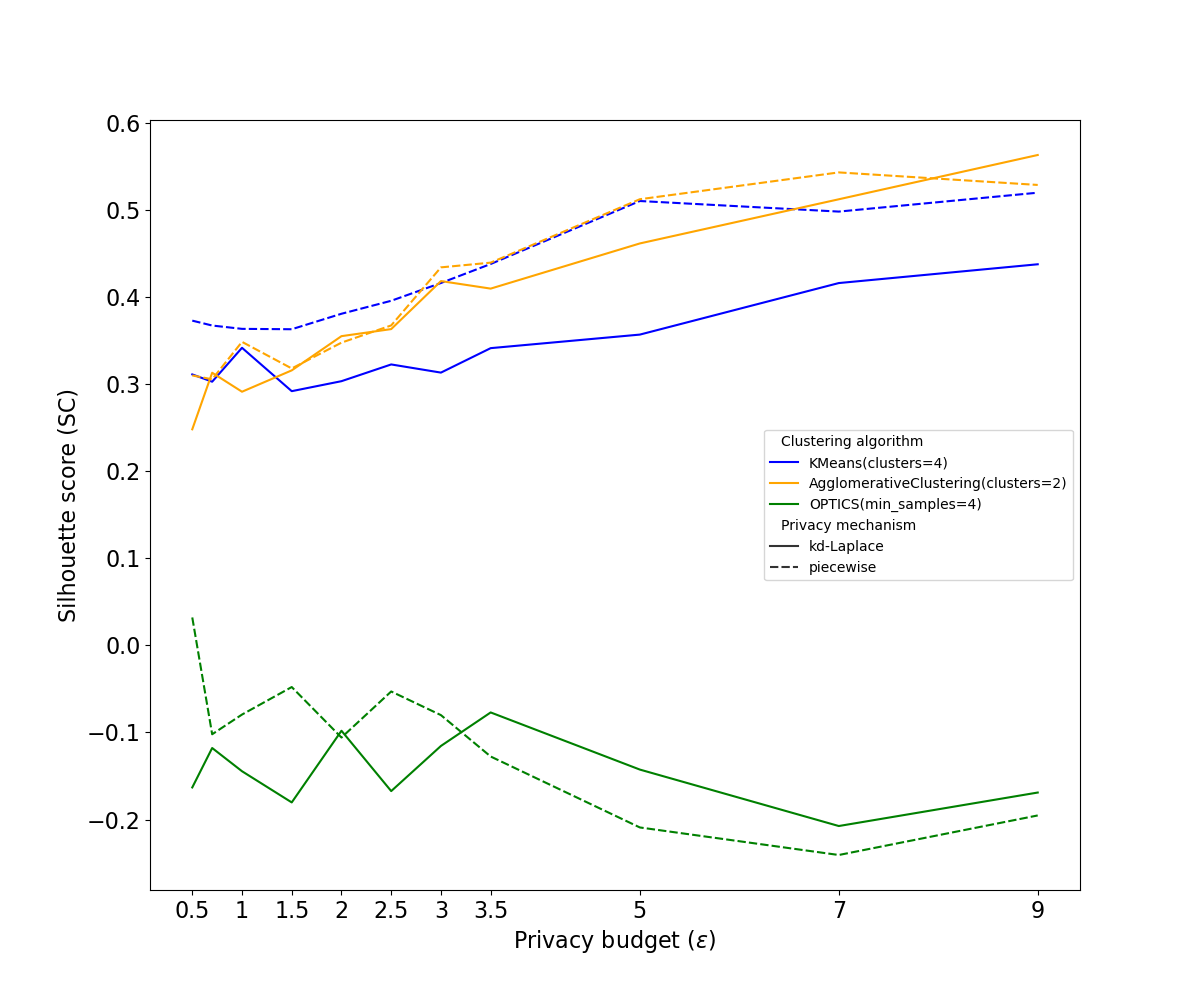 0.6
0.5
0.4
0.3
0.2
0.1
0.0
−0.1
−0.2
Silhouette score (SC)
Clustering algorithm
KMeans(clusters=4)
AgglomerativeClustering(clusters=2)
OPTICS(min_samples=4)
Privacy mechanism
kd-Laplace
piecewise
0.5 1 1.5 2 2.5 3 3.5 5 7 9
Privacy budget (ε)